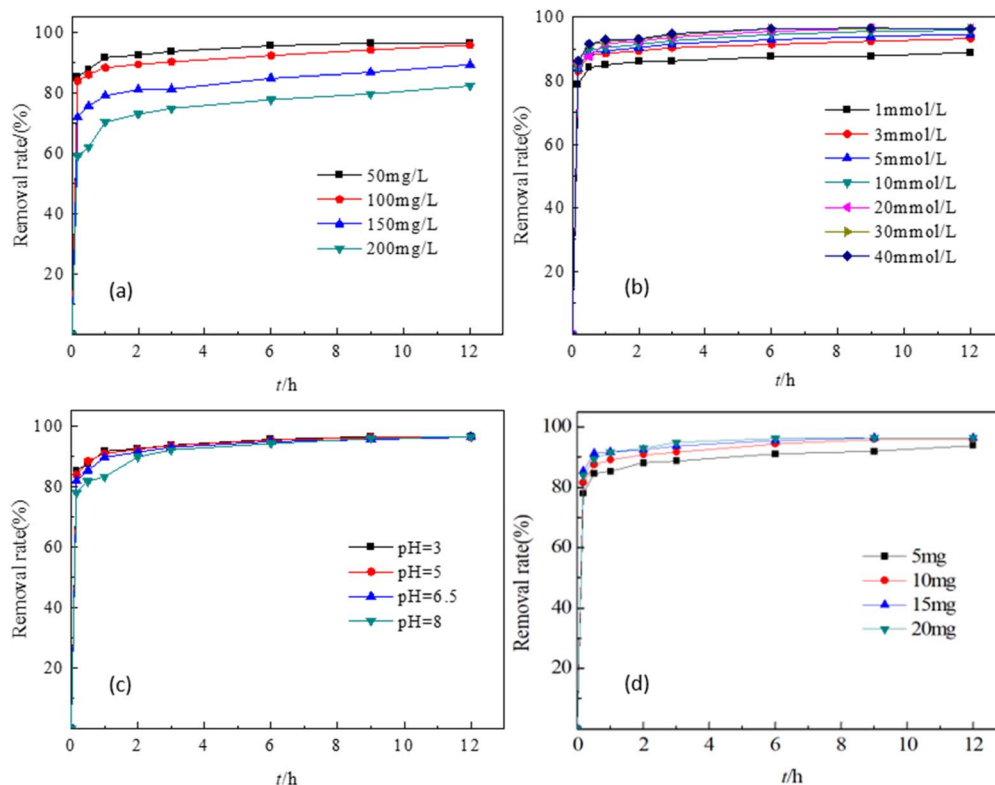 Removal rate/(%)
100
80
60
40
20
50mg/L
100mg/L
150mg/L
200mg/L
(a)
0 2 4 6 8 10 12
t/h
Removal rate(%)
100
80
60
40
20
0
1mmol/L
3mmol/L
5mmol/L
10mmol/L
20mmol/L
30mmol/L
40mmol/L
(b)
0 2 4 6 8 10 12
t/h
Removal rate(%)
100
80
60
40
20
pH=3
pH=5
pH=6.5
pH=8
(c)
0 2 4 6 8 10 12
t/h
Removal rate(%)
100
80
60
40
20
5mg
10mg
15mg
20mg
(d)
0 2 4 6 8 10 12
t/h